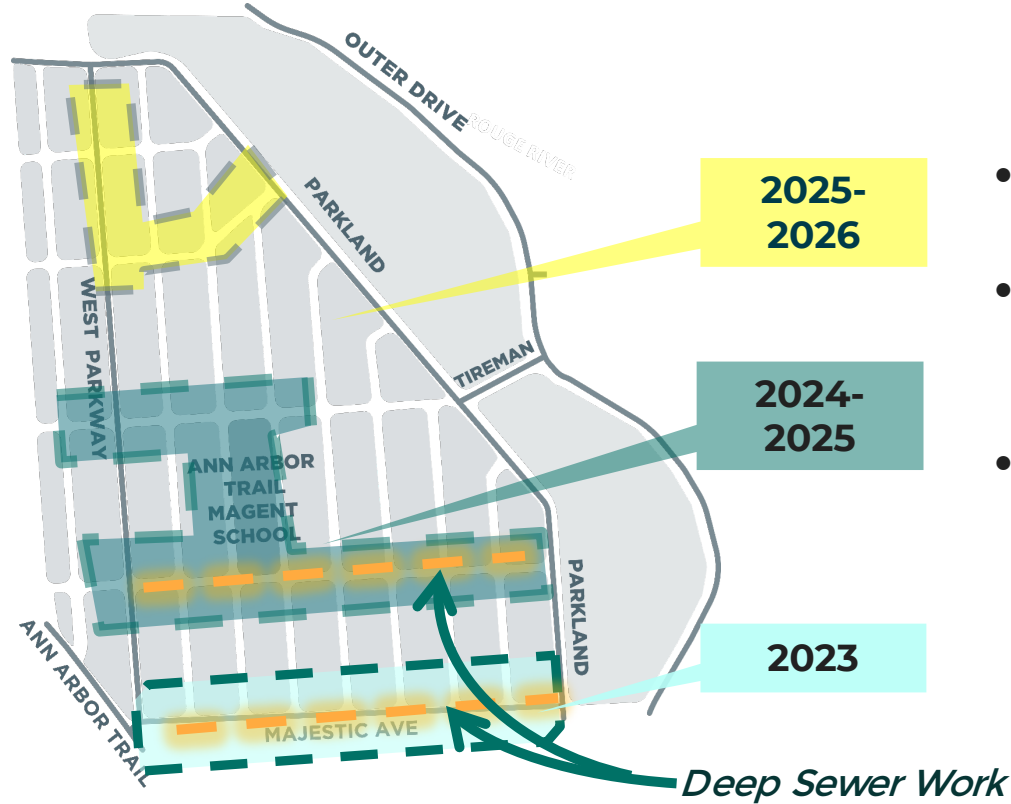 OUTER DRIVE
ROUGE RIVER
PARKLAND
2025-
2026
WEST PARKWAY
TIREMAN
2024-
2025
ANN ARBOR
TRAIL
MAGENT
SCHOOL
PARKLAND
ANN ARBOR TRAIL
2023
MAJESTIC AVE
Deep Sewer Work